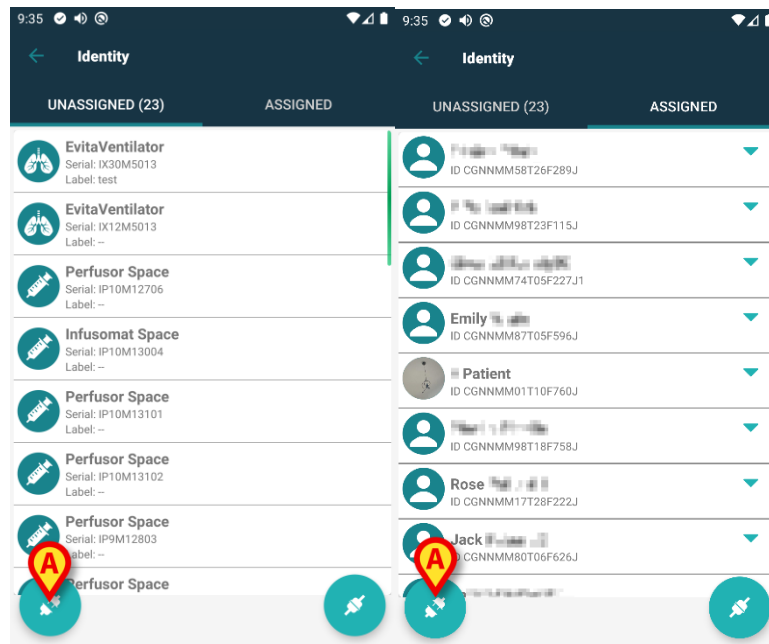 9:35
Identity
UNASSIGNED (23)
ASSIGNED
EvitaVentilator
Serial: IX30M5013
Label: test
EvitaVentilator
Serial: IX12M5013
Label: --
Perfusor Space
Serial: IP10M12706
Label: --
Infusomat Space
Serial: IP10M13004
Label: --
Perfusor Space
Serial: IP10M13101
Label: --
Perfusor Space
Serial: IP10M13102
Label: --
Perfusor Space
Serial: IP9M12803
Label: --
Perfusor Space
A
9:35
Identity
UNASSIGNED (23)
ASSIGNED
ID CGNNMM58T26F289J
ID CGNNMM98T23F115J
ID CGNNMM74T05F227J1
Emily
ID CGNNMM87T05F596J
Patient
ID CGNNMM01T10F760J
ID CGNNMM98T18F758J
Rose
ID CGNNMM17T28F222J
Jack
ID CGNNMM80T06F626J
A